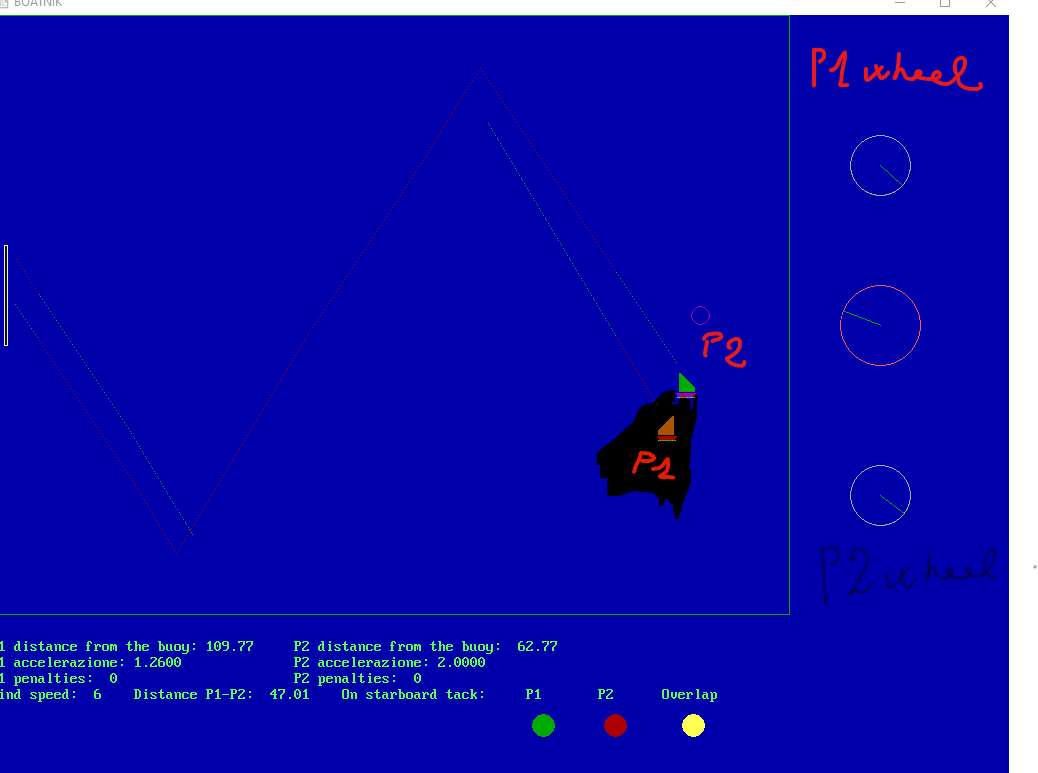 BOATNIK
P1 wheel
P2
P1
P2 wheel
1 distance from the buoy: 109.77 P2 distance from the buoy: 62.77
1 accelerazione: 1.2600 P2 accelerazione: 2.0000
1 penalties: 0 P2 penalties: 0
ind speed: 6 Distance P1-P2: 47.01 On starboard tack: P1 P2 Overlap